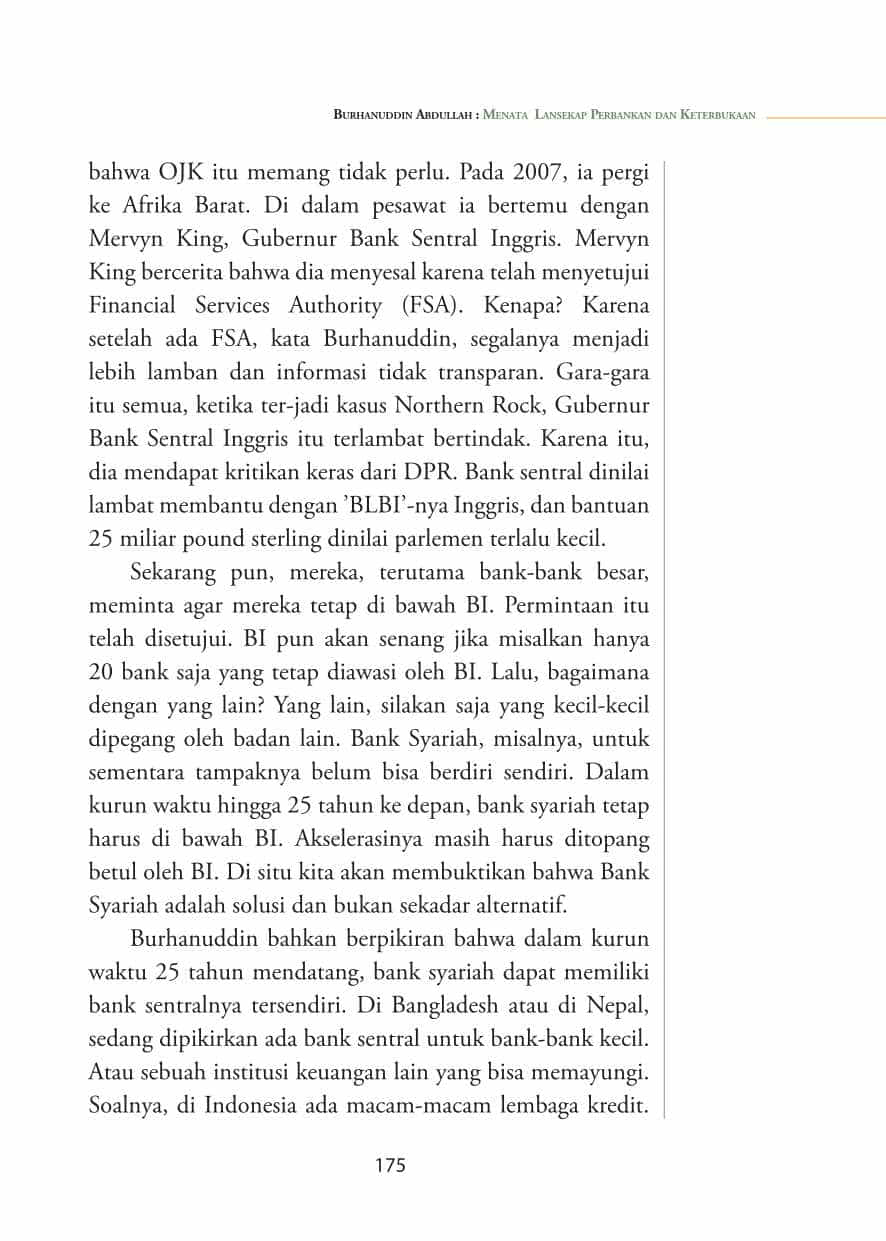 Burhanuddin Abdullah : Menata Lansekap Perbankan dan Keterbukaan
bahwa OJK itu memang tidak perlu. Pada 2007, ia pergi
ke Afrika Barat. Di dalam pesawat ia bertemu dengan
Mervyn King, Gubernur Bank Sentral Inggris. Mervyn
King bercerita bahwa dia menyesal karena telah menyetujui
Financial Services Authority (FSA). Kenapa? Karena
setelah ada FSA, kata Burhanuddin, segalanya menjadi
lebih lamban dan informasi tidak transparan. Gara-gara
itu semua, ketika ter-jadi kasus Northern Rock, Gubernur
Bank Sentral Inggris itu terlambat bertindak. Karena itu,
dia mendapat kritikan keras dari DPR. Bank sentral dinilai
lambat membantu dengan ’BLBI’-nya Inggris, dan bantuan
25 miliar pound sterling dinilai parlemen terlalu kecil.
Sekarang pun, mereka, terutama bank-bank besar,
meminta agar mereka tetap di bawah BI. Permintaan itu
telah disetujui. BI pun akan senang jika misalkan hanya
20 bank saja yang tetap diawasi oleh BI. Lalu, bagaimana
dengan yang lain? Yang lain, silakan saja yang kecil-kecil
dipegang oleh badan lain. Bank Syariah, misalnya, untuk
sementara tampaknya belum bisa berdiri sendiri. Dalam
kurun waktu hingga 25 tahun ke depan, bank syariah tetap
harus di bawah BI. Akselerasinya masih harus ditopang
betul oleh BI. Di situ kita akan membuktikan bahwa Bank
Syariah adalah solusi dan bukan sekadar alternatif.
Burhanuddin bahkan berpikiran bahwa dalam kurun
waktu 25 tahun mendatang, bank syariah dapat memiliki
bank sentralnya tersendiri. Di Bangladesh atau di Nepal,
sedang dipikirkan ada bank sentral untuk bank-bank kecil.
Atau sebuah institusi keuangan lain yang bisa memayungi.
Soalnya, di Indonesia ada macam-macam lembaga kredit.
175